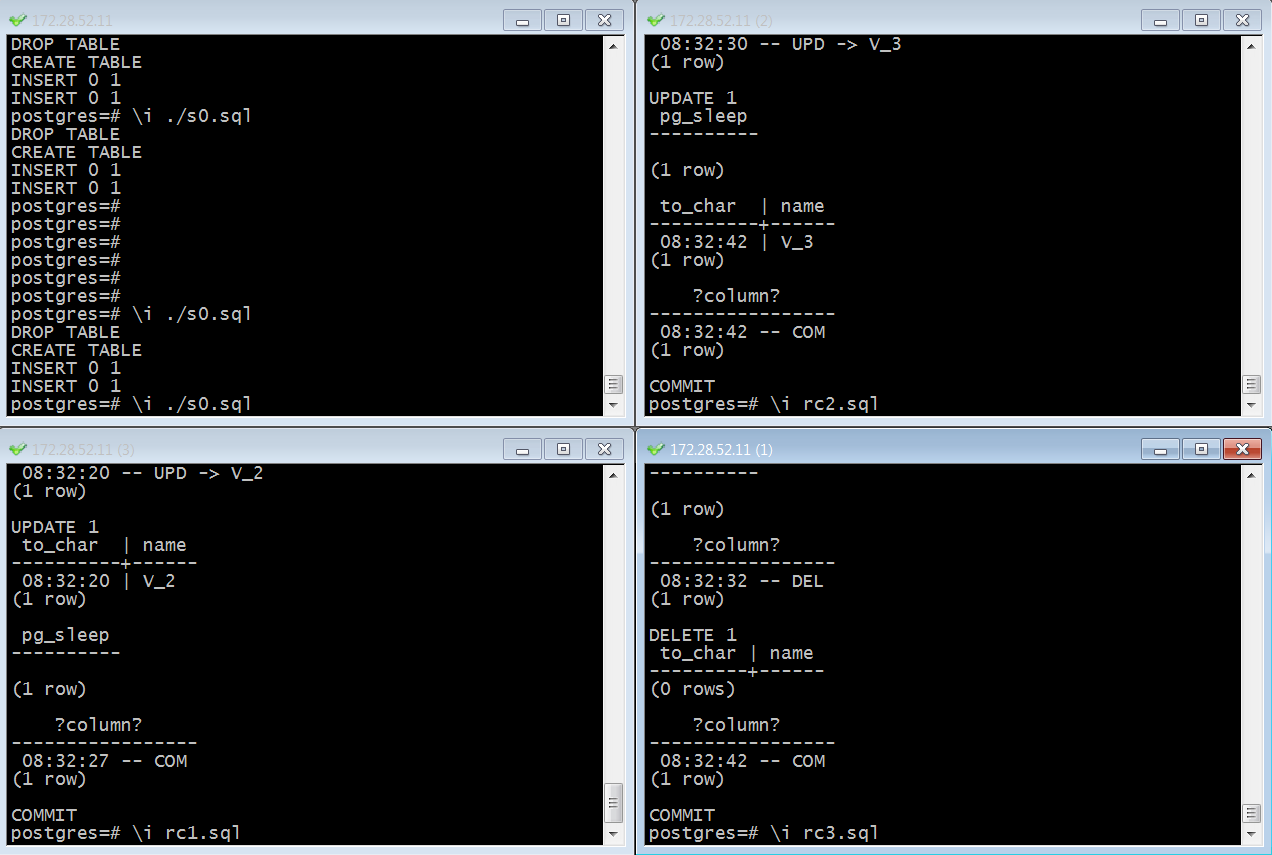 172.28.52.11
DROP TABLE
CREATE TABLE
INSERT 0 1
INSERT 0 1
postgres=# \i ./s0.sql
DROP TABLE
CREATE TABLE
INSERT 0 1
INSERT 0 1
postgres=#
postgres=#
postgres=#
postgres=#
postgres=#
postgres=#
postgres=# \i ./s0.sql
DROP TABLE
CREATE TABLE
INSERT 0 1
INSERT 0 1
postgres=# \i ./s0.sql
172.28.52.11 (2)
 08:32:30 -- UPD -> V_3
(1 row)

UPDATE 1
 pg_sleep
----------

(1 row)

 to_char  | name
----------+------
 08:32:42 | V_3
(1 row)

    ?column?
-----------------
 08:32:42 -- COM
(1 row)

COMMIT
postgres=# \i rc2.sql
172.28.52.11 (3)
 08:32:20 -- UPD -> V_2
(1 row)

UPDATE 1
 to_char  | name
----------+------
 08:32:20 | V_2
(1 row)

 pg_sleep
----------

(1 row)

    ?column?
-----------------
 08:32:27 -- COM
(1 row)

COMMIT
postgres=# \i rc1.sql
172.28.52.11 (1)
----------

(1 row)

    ?column?
-----------------
 08:32:32 -- DEL
(1 row)

DELETE 1
 to_char | name
---------+------
(0 rows)

    ?column?
-----------------
 08:32:42 -- COM
(1 row)

COMMIT
postgres=# \i rc3.sql